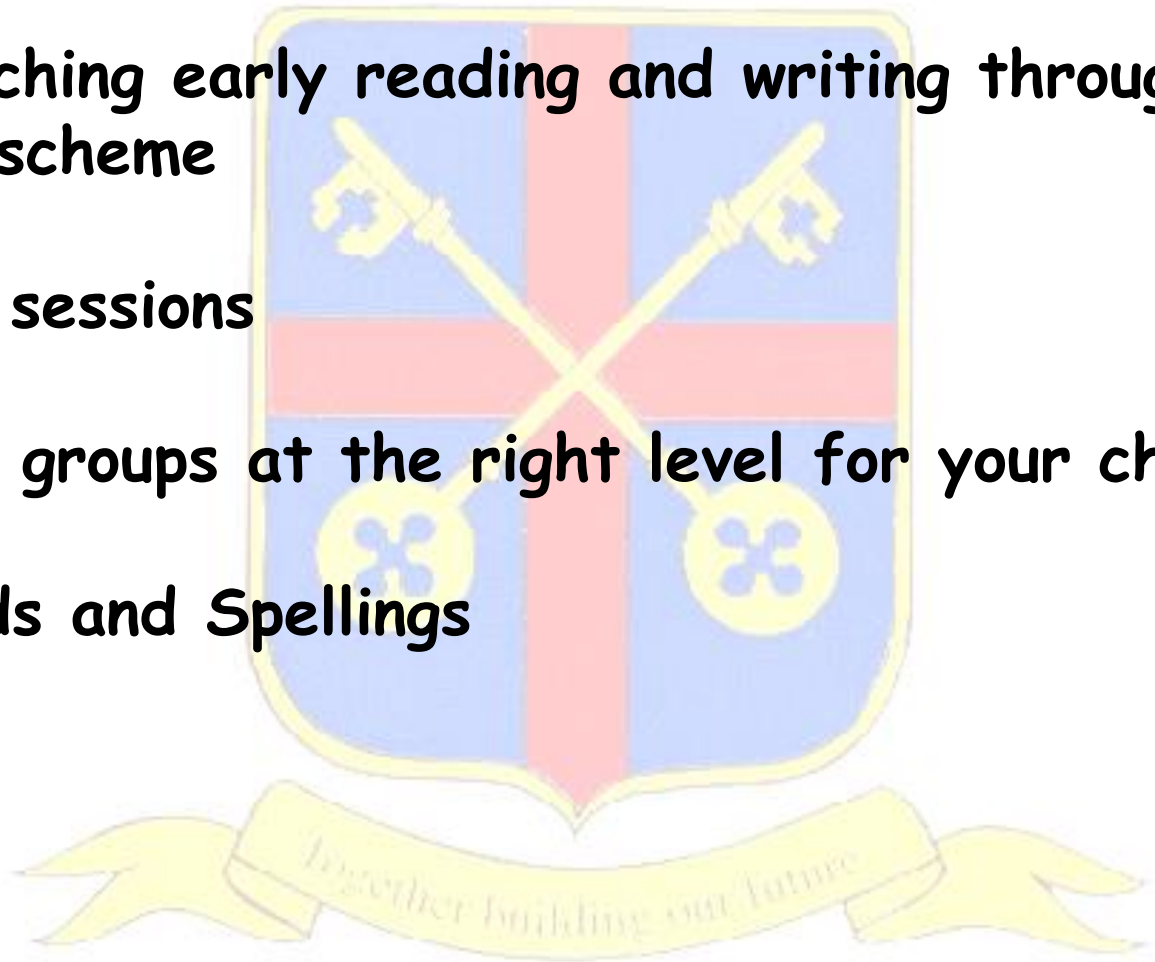 ching early reading and writing throug
scheme
sessions
groups at the right level for your ch
ds and Spellings
Together building our future